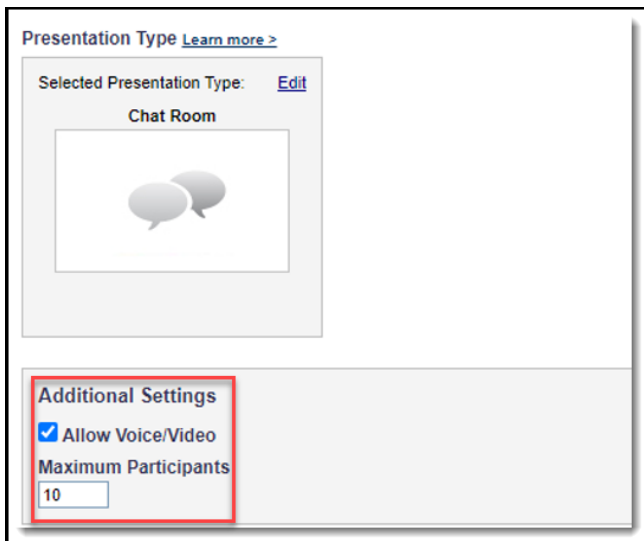 Presentation Type Learn more >
Selected Presentation Type: Edit
Chat Room
Additional Settings
Allow Voice/Video
Maximum Participants
10